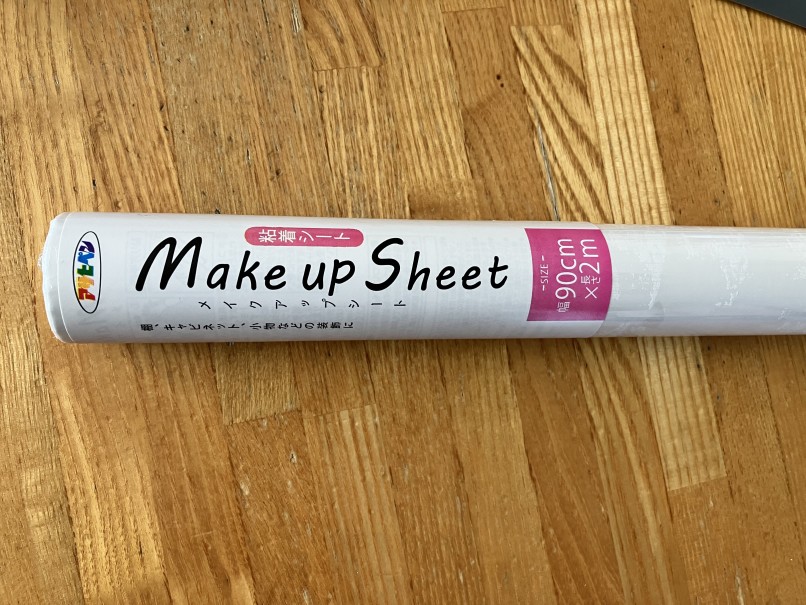 アサヒペン
粘着シート
Make up Sheet
メイクアップシート
棚、キャビネット、小物などの装飾に
-SIZE-
幅90cm
×長さ2m